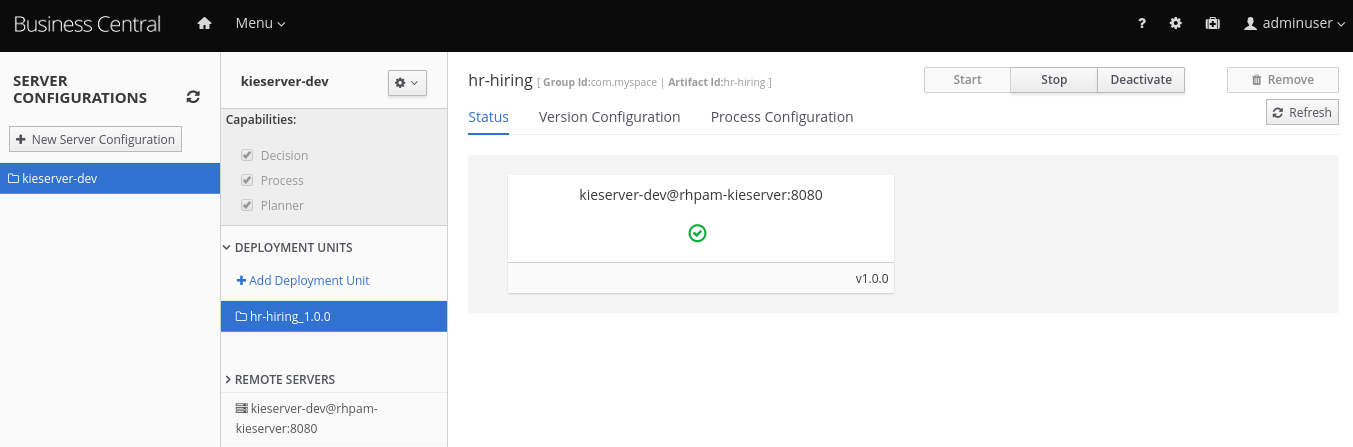 Business Central
Menu
?
adminuser
SERVER
CONFIGURATIONS
New Server Configuration
kieserver-dev
kieserver-dev
Capabilities:
Decision
Process
Planner
DEPLOYMENT UNITS
Add Deployment Unit
hr-hiring_1.0.0
REMOTE SERVERS
kieserver-dev@rhpam-
kieserver:8080
hr-hiring [ Group Id:com.myspace | Artifact Id:hr-hiring ]
Start Stop Deactivate Remove
Refresh
Status Version Configuration Process Configuration
kieserver-dev@rhpam-kieserver:8080
v1.0.0